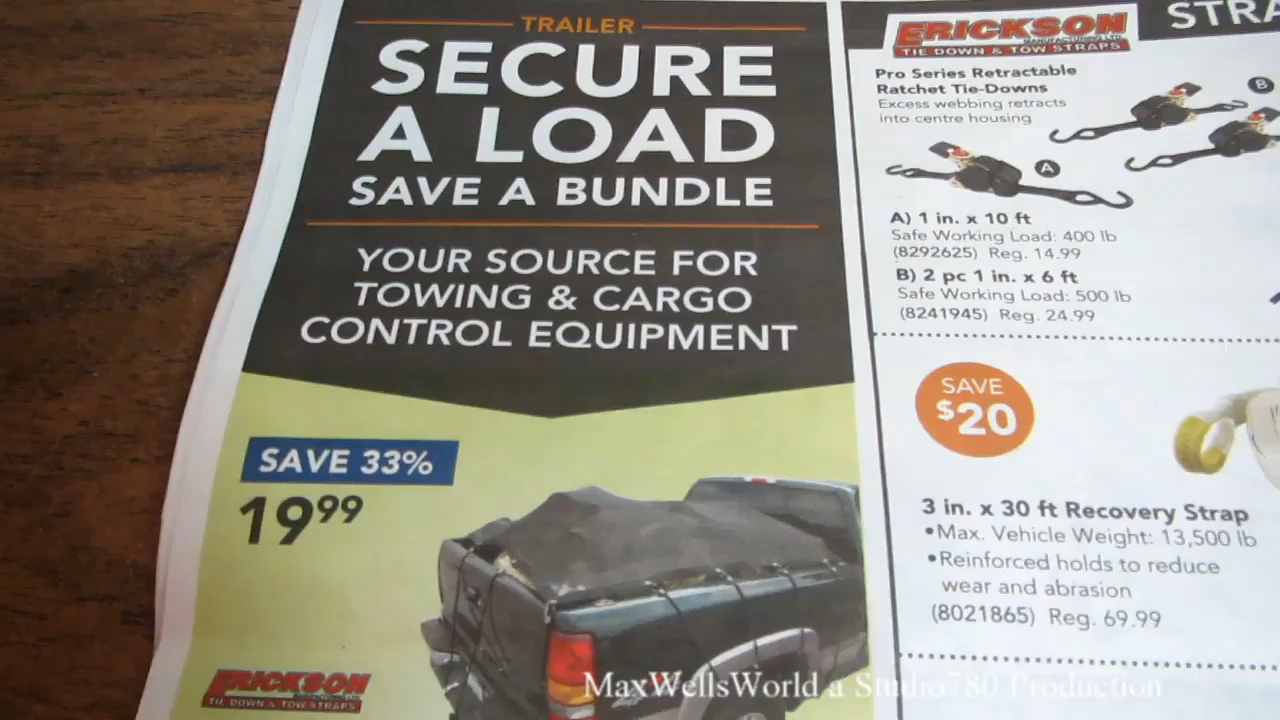 TRAILER
SECURE
A LOAD
SAVE A BUNDLE
YOUR SOURCE FOR
TOWING & CARGO
CONTROL EQUIPMENT
SAVE 33%
19⁹⁹
ERICKSON
TIE DOWN & TOW STRAPS
ERICKSON
MANUFACTURING LTD.
TIE DOWN & TOW STRAPS
Pro Series Retractable
Ratchet Tie-Downs
Excess webbing retracts
into centre housing
B
A
A) 1 in. x 10 ft
Safe Working Load: 400 lb
(8292625) Reg. 14.99
B) 2 pc 1 in. x 6 ft
Safe Working Load: 500 lb
(8241945) Reg. 24.99
SAVE
$20
3 in. x 30 ft Recovery Strap
•Max. Vehicle Weight: 13,500 lb
•Reinforced holds to reduce
wear and abrasion
(8021865) Reg. 69.99
MaxWellsWorld a Studio780 Production